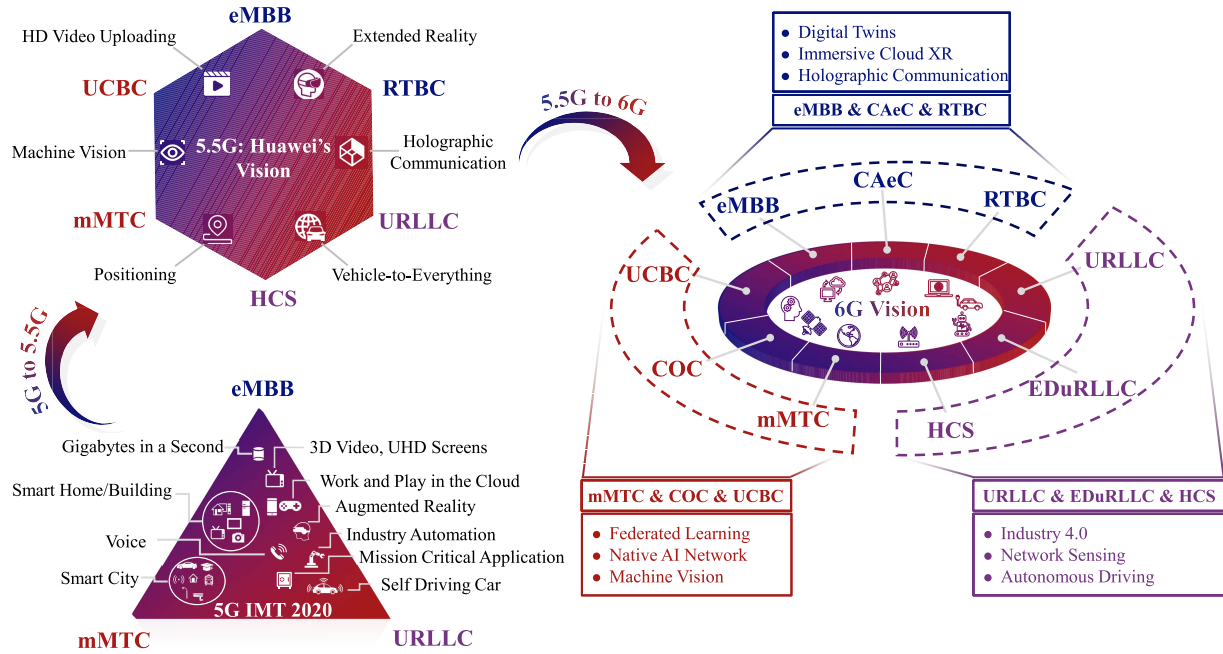 eMBB
HD Video Uploading
Extended Reality
UCBC
RTBC
Machine Vision
5.5G: Huawei's
Vision
Holographic
Communication
mMTC
URLLC
Positioning
Vehicle-to-Everything
HCS
5G to 5.5G
eMBB
Gigabytes in a Second
3D Video, UHD Screens
Smart Home/Building
Work and Play in the Cloud
Augmented Reality
Voice
Industry Automation
Mission Critical Application
Smart City
Self Driving Car
5G IMT 2020
mMTC
URLLC
5.5G to 6G
Digital Twins
Immersive Cloud XR
Holographic Communication
eMBB & CAeC & RTBC
CAeC
eMBB
RTBC
UCBC
URLLC
6G Vision
COC
EDuRLLC
mMTC
HCS
mMTC & COC & UCBC
Federated Learning
Native AI Network
Machine Vision
URLLC & EDuRLLC & HCS
Industry 4.0
Network Sensing
Autonomous Driving